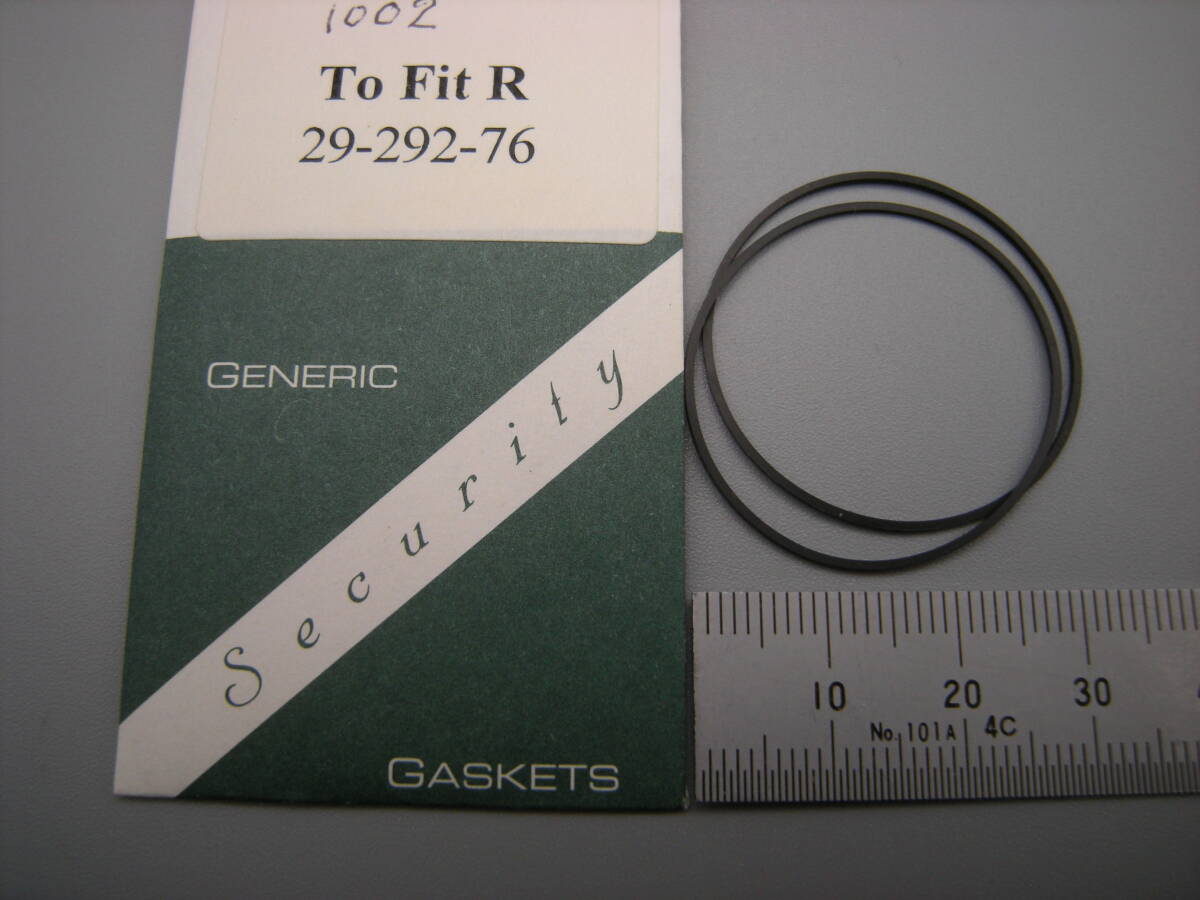 1002
To Fit R
29-292-76
GENERIC
Security
GASKETS
10 20 30
No. 101A 4C